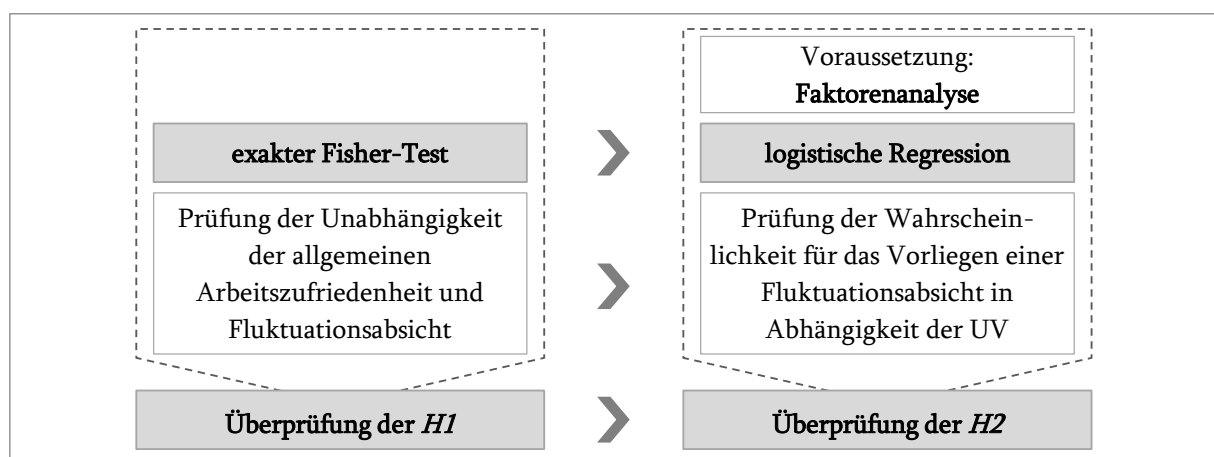 exakter Fisher-Test
Prüfung der Unabhängigkeit
der allgemeinen
Arbeitszufriedenheit und
Fluktuationsabsicht
Überprüfung der H1
Voraussetzung:
Faktorenanalyse
logistische Regression
Prüfung der Wahrschein-
lichkeit für das Vorliegen einer
Fluktuationsabsicht in
Abhängigkeit der UV
Überprüfung der H2